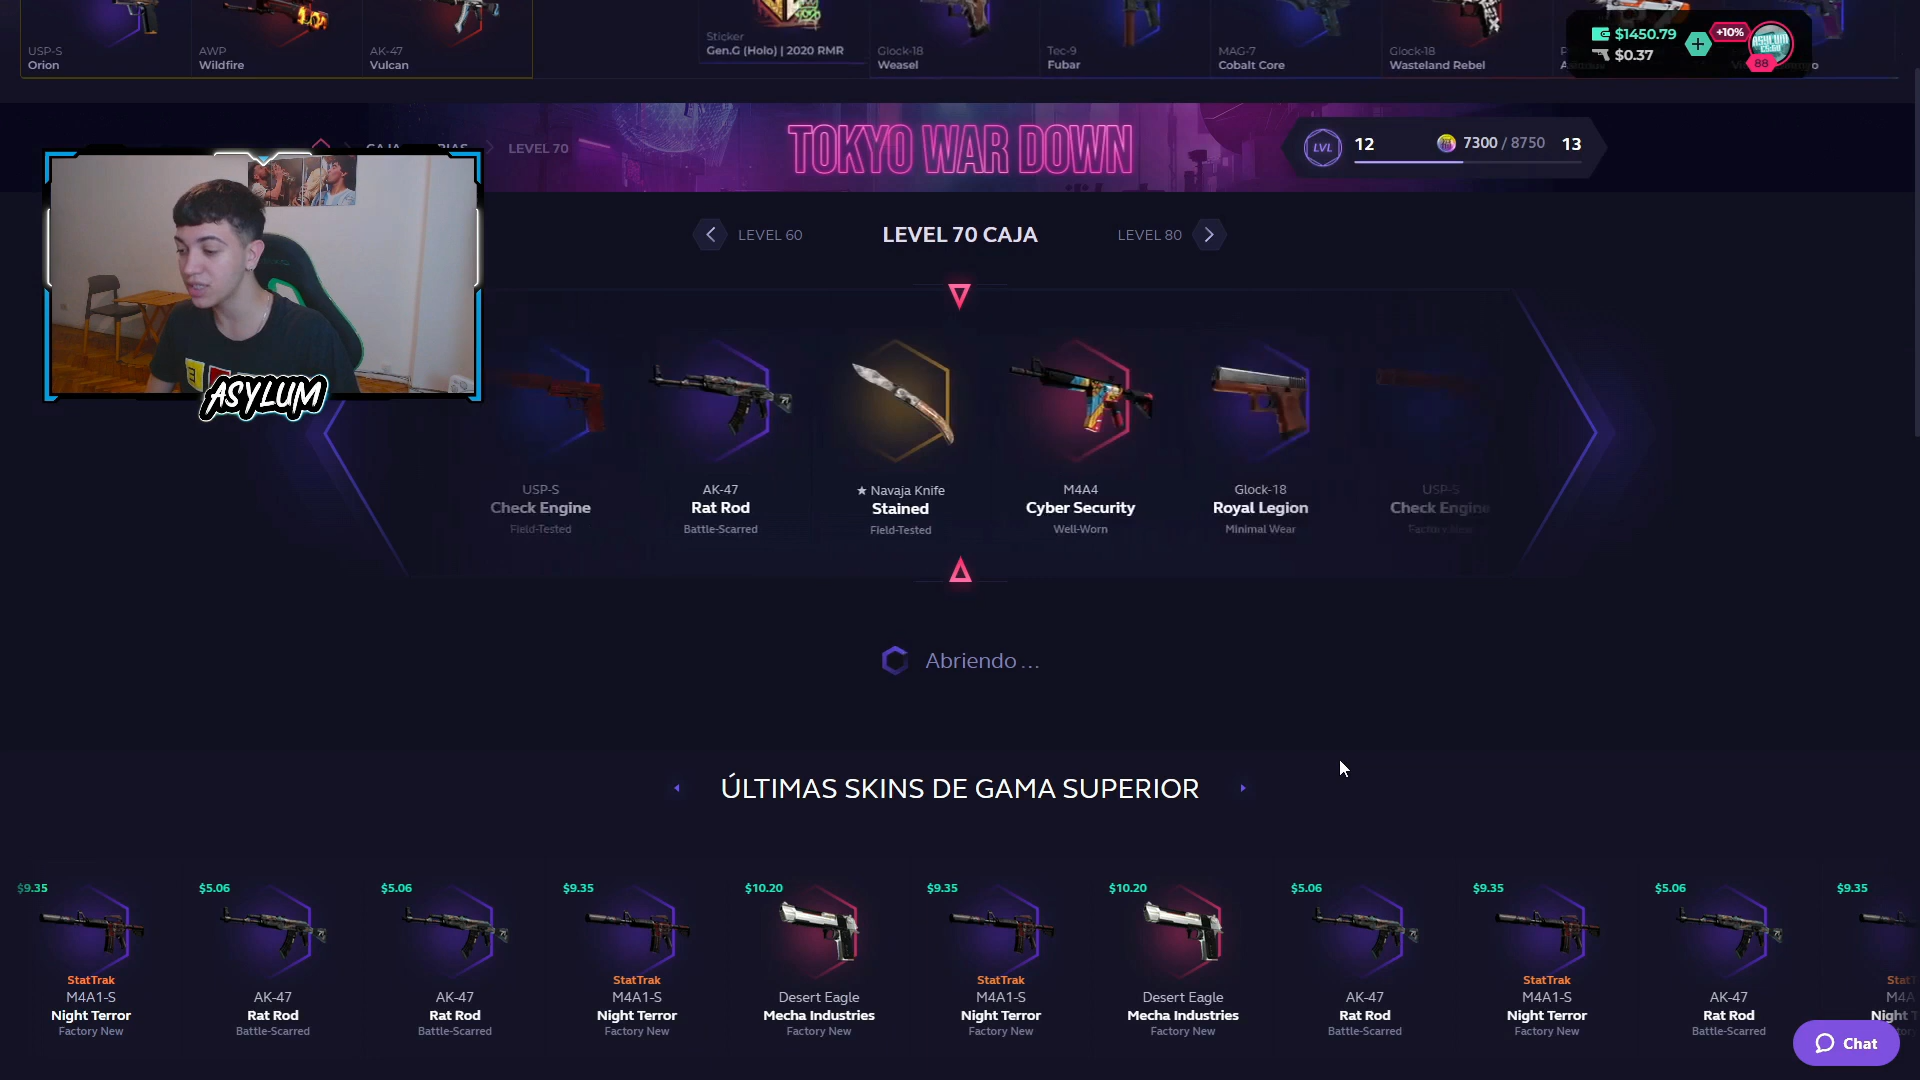 USP-S
Orion
AWP
Wildfire
AK-47
Vulcan
Sticker
Gen.G (Holo) | 2020 RMR
Glock-18
Weasel
Tec-9
Fubar
MAG-7
Cobalt Core
Glock-18
Wasteland Rebel
$1450.79
$0.37
+10%
88
LEVEL 70
TOKYO WAR DOWN
LVL
12
7300 / 8750
13
LEVEL 60
LEVEL 70 CAJA
LEVEL 80
ASYLUM
USP-S
Check Engine
Field-Tested
AK-47
Rat Rod
Battle-Scarred
★ Navaja Knife
Stained
Field-Tested
M4A4
Cyber Security
Well-Worn
Glock-18
Royal Legion
Minimal Wear
USP-S
Check Engine
Factory New
Abriendo ...
ÚLTIMAS SKINS DE GAMA SUPERIOR
$9.35
StatTrak
M4A1-S
Night Terror
Factory New
$5.06
AK-47
Rat Rod
Battle-Scarred
$5.06
AK-47
Rat Rod
Battle-Scarred
$9.35
StatTrak
M4A1-S
Night Terror
Factory New
$10.20
Desert Eagle
Mecha Industries
Factory New
$9.35
StatTrak
M4A1-S
Night Terror
Factory New
$10.20
Desert Eagle
Mecha Industries
Factory New
$5.06
AK-47
Rat Rod
Battle-Scarred
$9.35
StatTrak
M4A1-S
Night Terror
Factory New
$5.06
AK-47
Rat Rod
Battle-Scarred
$9.35
Stat
M4A
Night
Chat